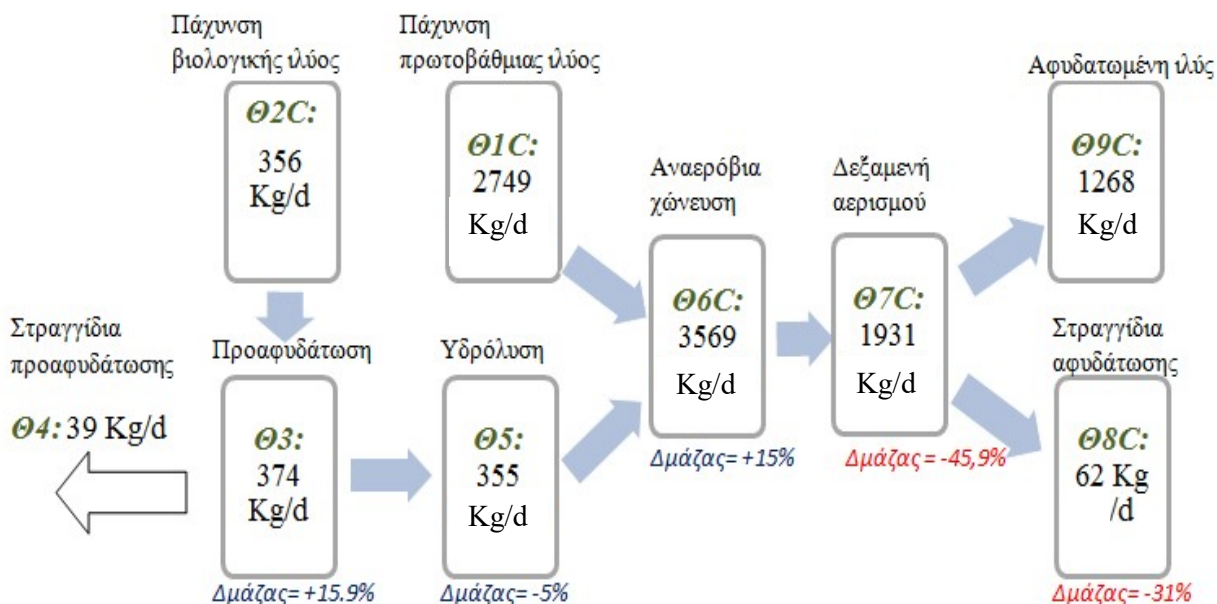 Πάχυνση
βιολογικής ιλύος
Θ2C:
356
Kg/d
Πάχυνση
πρωτοβάθμιας ιλύος
Θ1C:
2749
Kg/d
Αφυδατωμένη ιλύς
Θ9C:
1268
Kg/d
Αναερόβια
χώνευση
Θ6C:
3569
Kg/d
Δμάζας= +15%
Δεξαμενή
αερισμού
Θ7C:
1931
Kg/d
Δμάζας = -45,9%
Στραγγίδια
προαφυδάτωσης
Θ4: 39 Kg/d
Προαφυδάτωση
Θ3:
374
Kg/d
Δμάζας= +15.9%
Υδρόλυση
Θ5:
355
Kg/d
Δμάζας= -5%
Στραγγίδια
αφυδάτωσης
Θ8C:
62 Kg
/d
Δμάζας= -31%